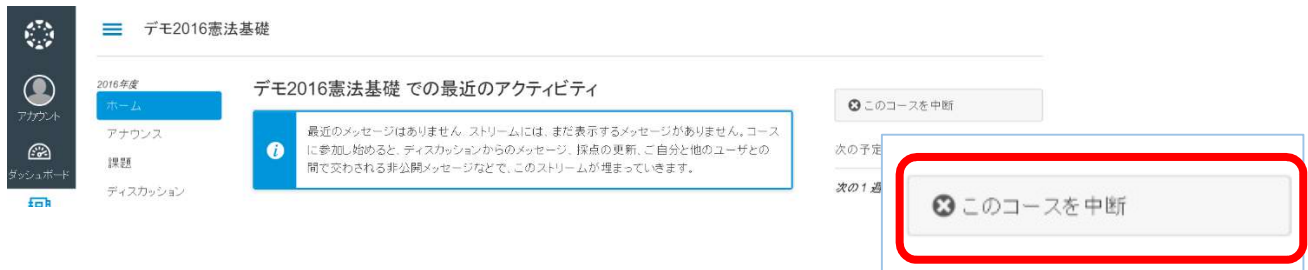 デモ2016憲法基礎
アカウント
ダッシュボード
2016年度
ホーム
アナウンス
課題
ディスカッション
デモ2016憲法基礎 での最近のアクティビティ
最近のメッセージはありません ストリームには、まだ表示するメッセージがありません。コース
に参加し始めると、ディスカッションからのメッセージ、採点の更新、ご自分と他のユーザとの
間で交わされる非公開メッセージなどで、このストリームが埋まっていきます。
このコースを中断
次の予定
次の1週
このコースを中断